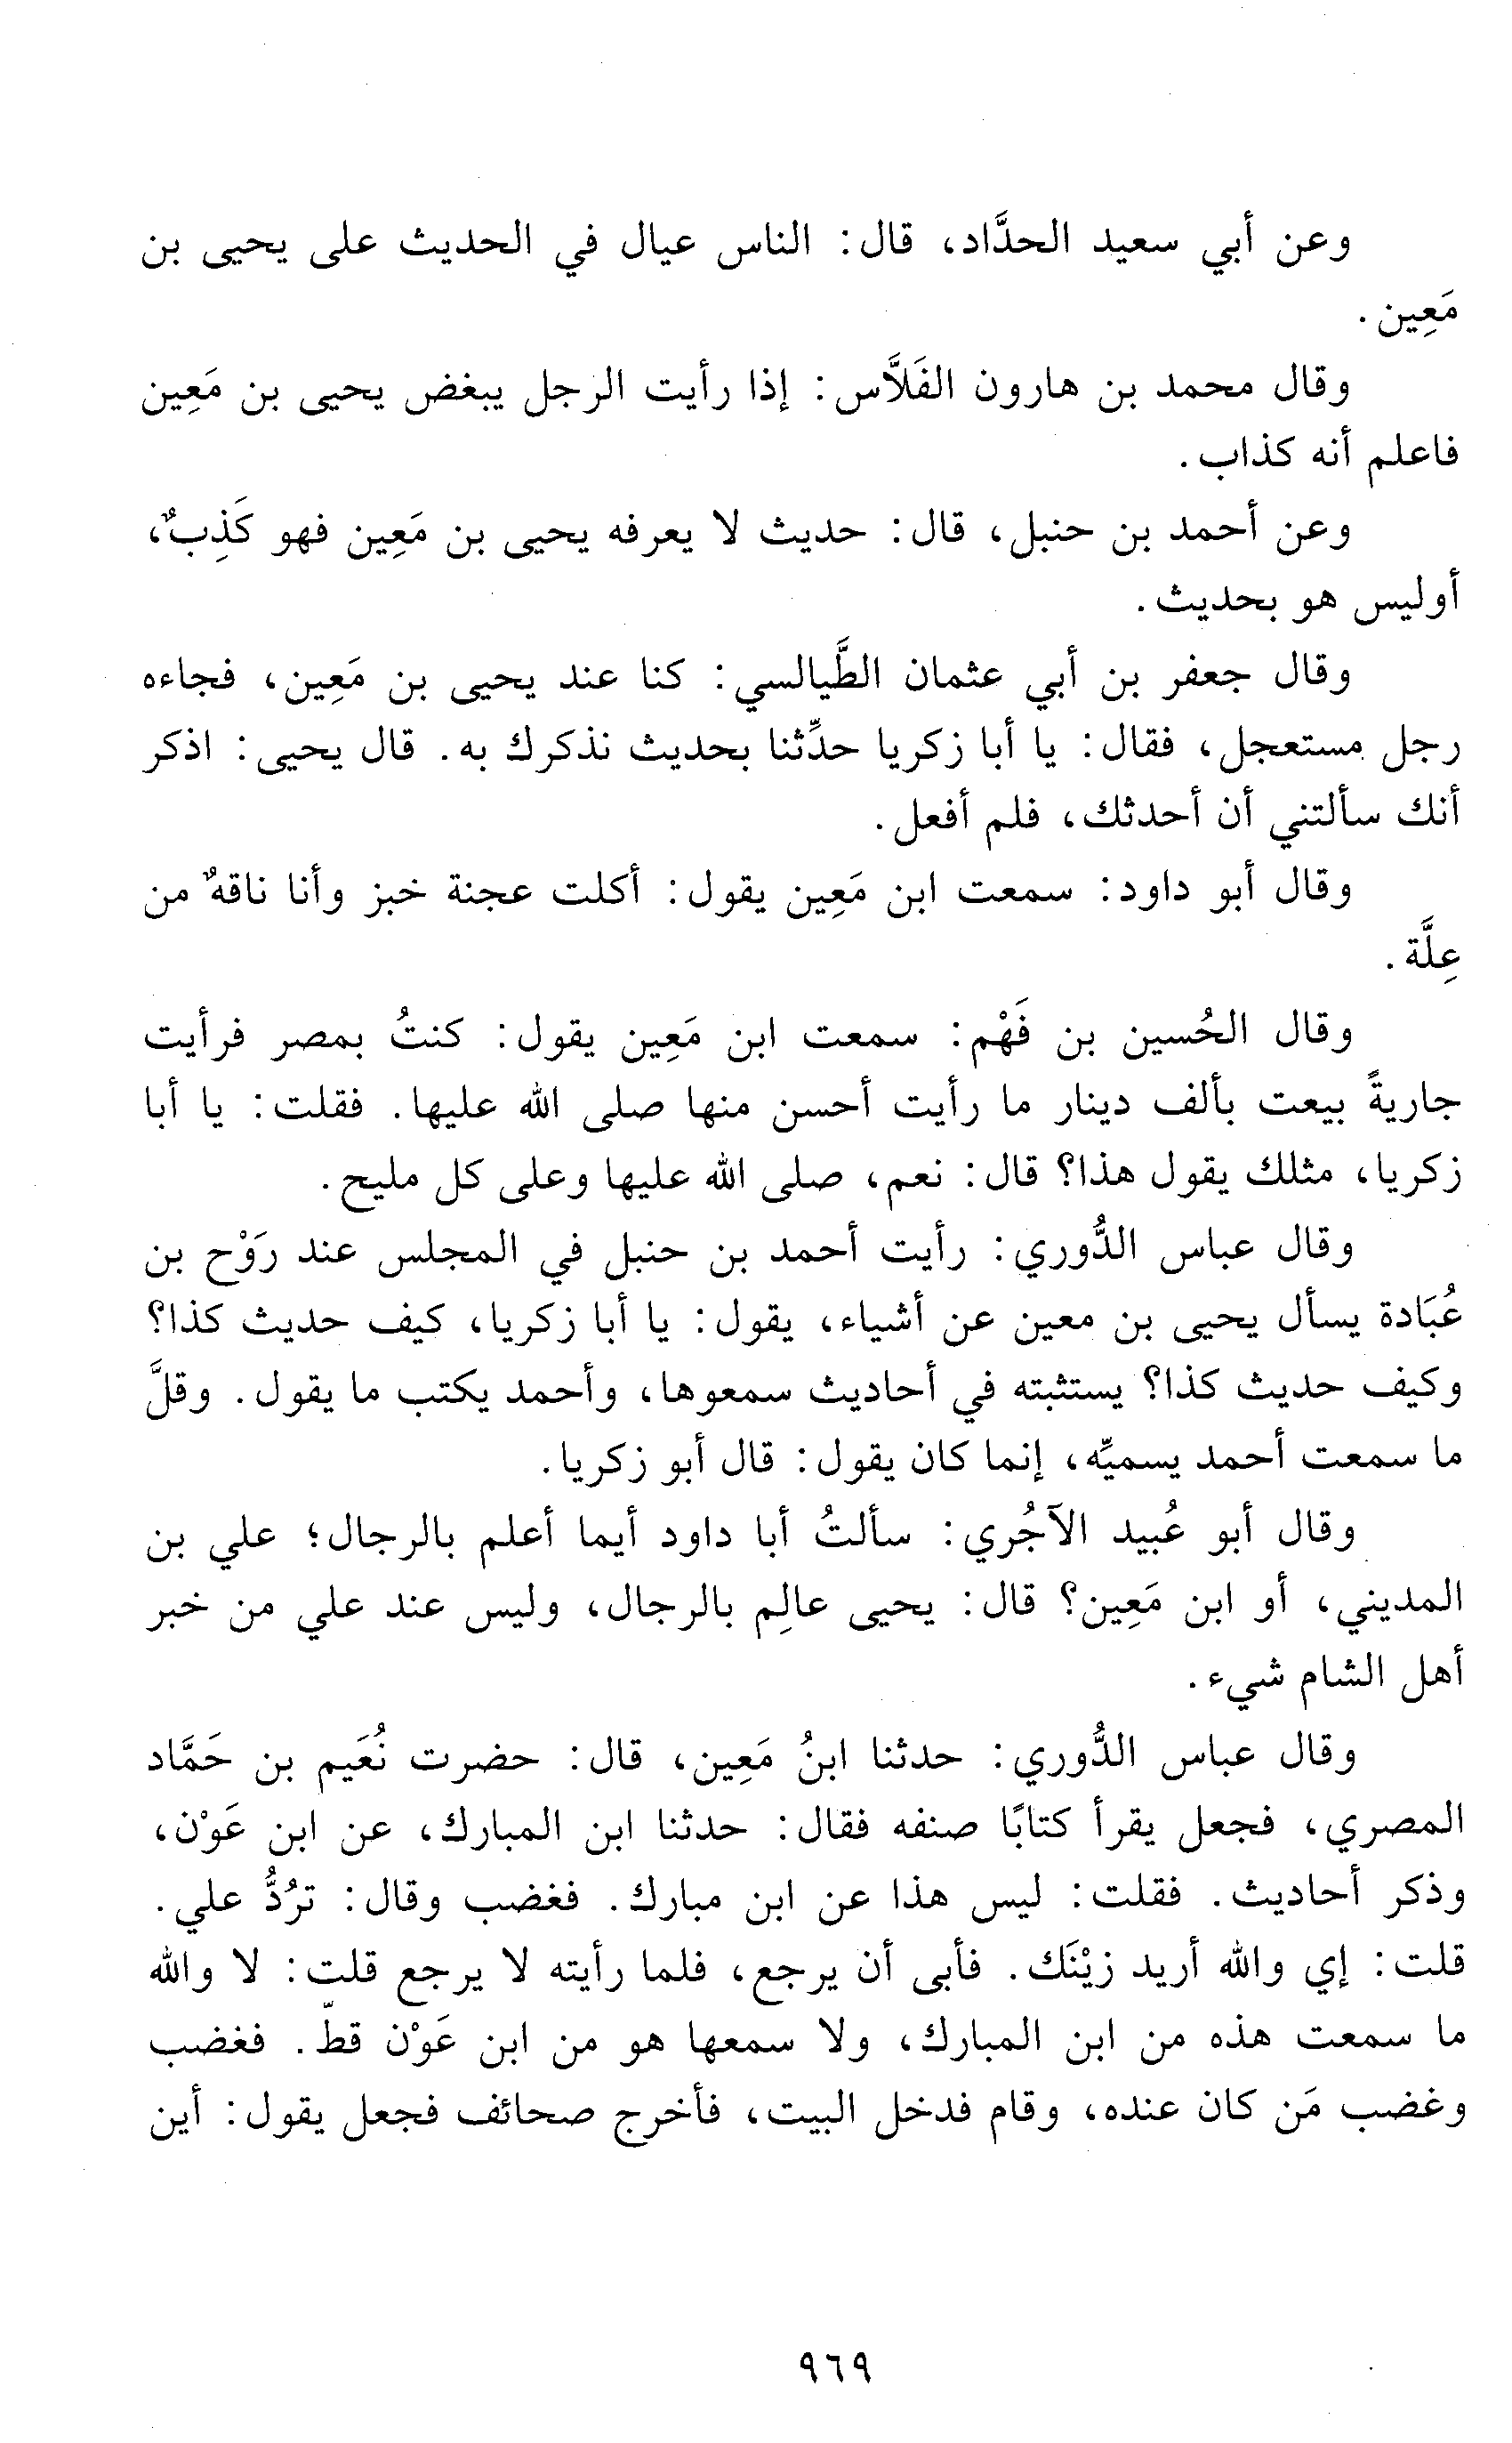 وعن أبي سعيد الحدَّاد، قال: الناس عيال في الحديث على يحيى بن
مَعِين.
وقال محمد بن هارون الفَلاَّس: إذا رأيت الرجل يبغض يحيى بن مَعِين
فاعلم أنه كذاب.
وعن أحمد بن حنبل، قال: حديث لا يعرفه يحيى بن مَعِين فهو كَذِبٌ،
أوليس هو بحديث.
وقال جعفر بن أبي عثمان الطَّيالسي: كنا عند يحيى بن مَعِين، فجاءه
رجل مستعجل، فقال: يا أبا زكريا حدِّثنا بحديث نذكرك به. قال يحيى: اذكر
أنك سألتني أن أحدثك، فلم أفعل.
وقال أبو داود: سمعت ابن مَعِين يقول: أكلت عجنة خبز وأنا ناقهٌ من
عِلَّة.
وقال الحُسين بن فَهْم: سمعت ابن مَعِين يقول: كنتُ بمصر فرأيت
جاريةً بيعت بألف دينار ما رأيت أحسن منها صلى الله عليها. فقلت: يا أبا
زكريا، مثلك يقول هذا؟ قال: نعم، صلى الله عليها وعلى كل مليح.
وقال عباس الدُّوري: رأيت أحمد بن حنبل في المجلس عند رَوْح بن
عُبَادة يسأل يحيى بن معين عن أشياء، يقول: يا أبا زكريا، كيف حديث كذا؟
وكيف حديث كذا؟ يستثبته في أحاديث سمعوها، وأحمد يكتب ما يقول. وقلَّ
ما سمعت أحمد يسميِّه، إنما كان يقول: قال أبو زكريا.
وقال أبو عُبيد الآجُري: سألتُ أبا داود أيما أعلم بالرجال؛ علي بن
المديني، أو ابن مَعِين؟ قال: يحيى عالِم بالرجال، وليس عند علي من خبر
أهل الشام شيء.
وقال عباس الدُّوري: حدثنا ابنُ مَعِين، قال: حضرت نُعَيم بن حَمَّاد
المصري، فجعل يقرأ كتابًا صنفه فقال: حدثنا ابن المبارك، عن ابن عَوْن،
وذكر أحاديث. فقلت: ليس هذا عن ابن مبارك. فغضب وقال: ترُدُّ علي.
قلت: إي والله أريد زيْنَك. فأبى أن يرجع، فلما رأيته لا يرجع قلت: لا والله
ما سمعت هذه من ابن المبارك، ولا سمعها هو من ابن عَوْن قطّ. فغضب
وغضب مَن كان عنده، وقام فدخل البيت، فأخرج صحائف فجعل يقول: أين
٩٦٩